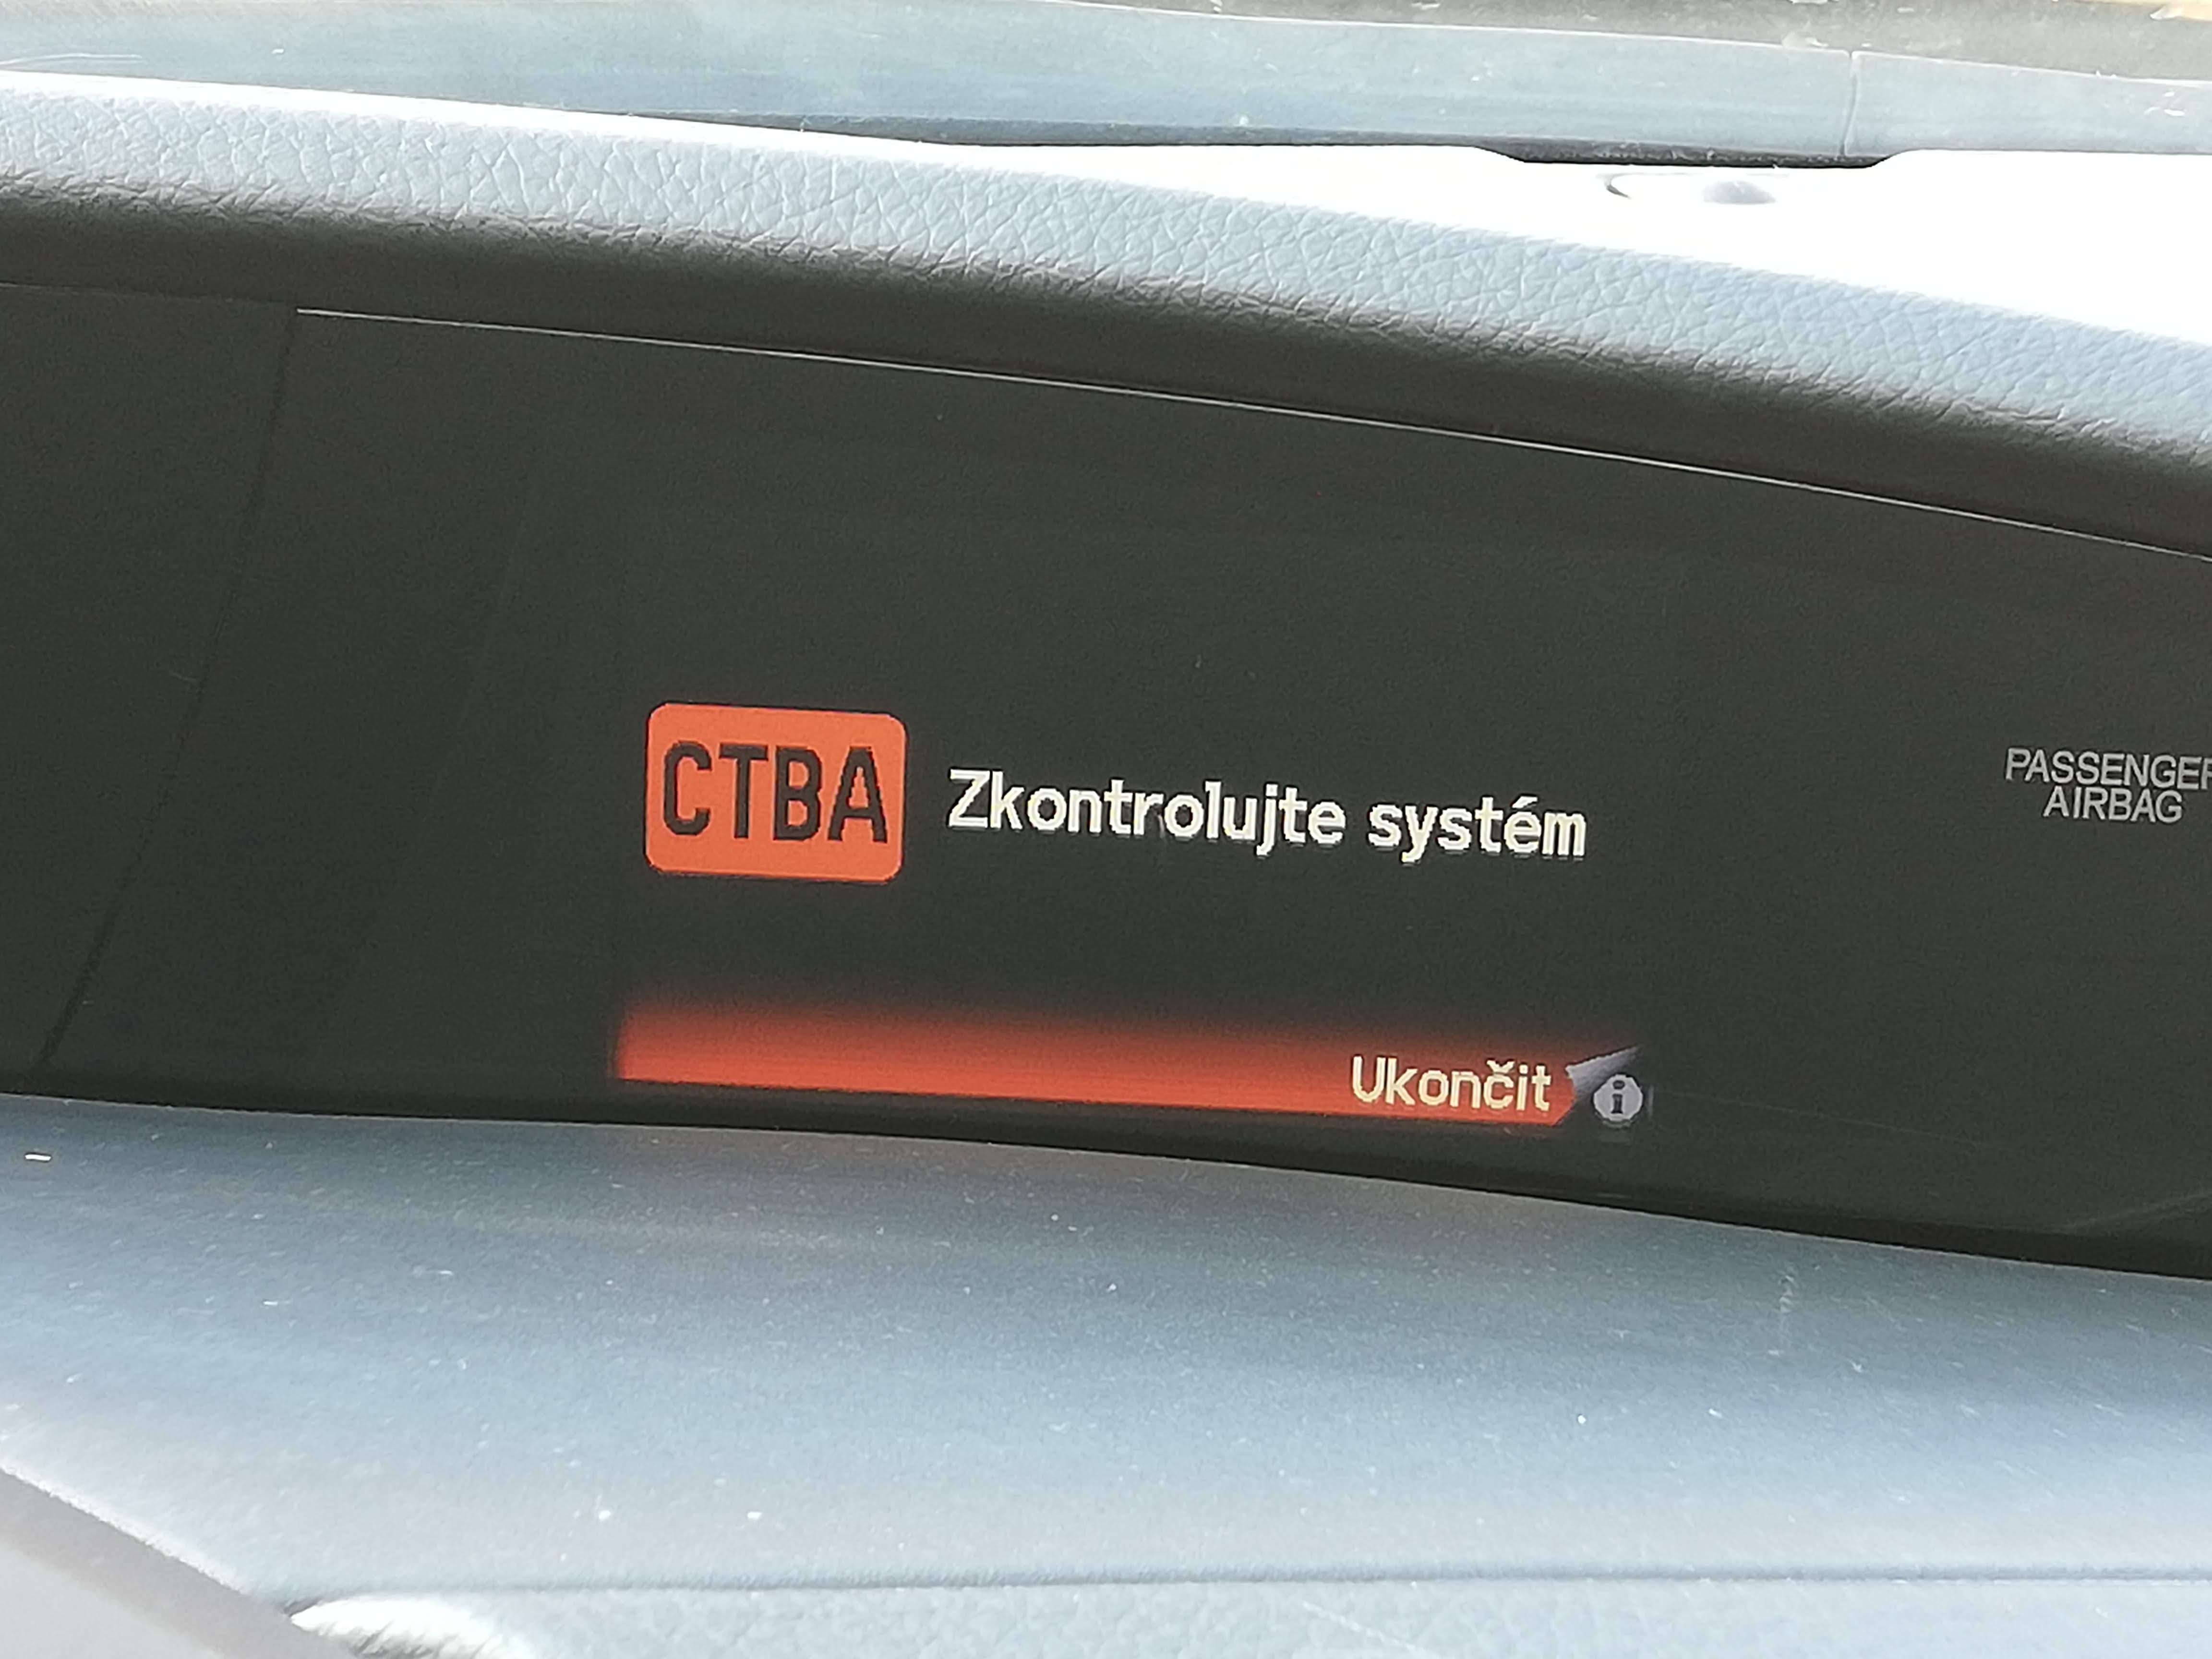 CTBA
Zkontrolujte systém
PASSENGER
AIRBAG
Ukončit
i